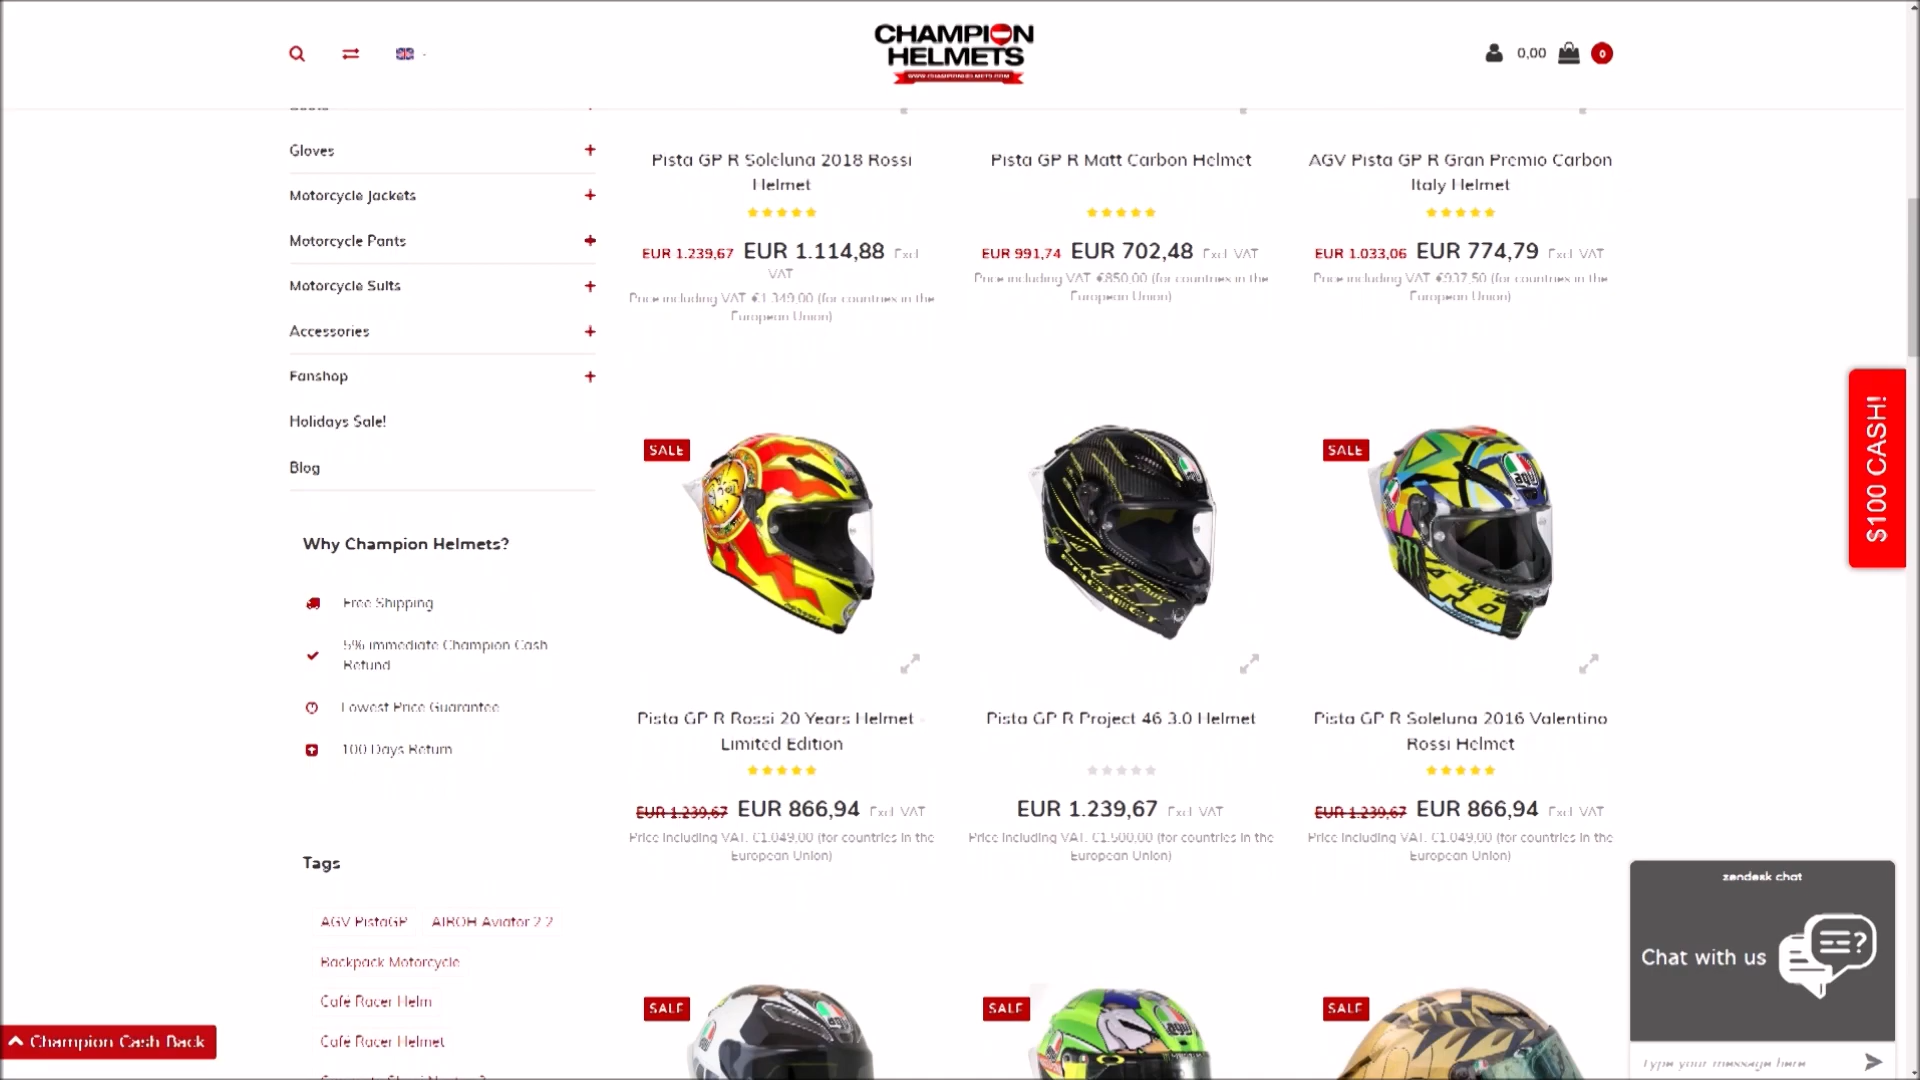 CHAMPION
HELMETS
WWW.CHAMPIONHELMETS.COM
0,00
0
Gloves
Motorcycle Jackets
Motorcycle Pants
Motorcycle Suits
Accessories
Fanshop
Holidays Sale!
Blog
Why Champion Helmets?
Free Shipping
5% immediate Champion Cash
Refund
Lowest Price Guarantee
100 Days Return
Tags
AGV PistaGP AIROH Aviator 2.2
Backpack Motorcycle
Café Racer Helm
Café Racer Helmet
Champion Cash Back
Pista GP R Soleluna 2018 Rossi
Helmet
EUR 1.239,67 EUR 1.114,88 Excl.
VAT
Price including VAT. €1.349,00 (for countries in the
European Union)
Pista GP R Matt Carbon Helmet
EUR 991,74 EUR 702,48 Excl. VAT
Price including VAT. €850,00 (for countries in the
European Union)
AGV Pista GP R Gran Premio Carbon
Italy Helmet
EUR 1.033,06 EUR 774,79 Excl. VAT
Price including VAT. €937,50 (for countries in the
European Union)
SALE
Pista GP R Rossi 20 Years Helmet -
Limited Edition
EUR 1.239,67 EUR 866,94 Excl. VAT
Price including VAT. €1.049,00 (for countries in the
European Union)
Pista GP R Project 46 3.0 Helmet
EUR 1.239,67 Excl. VAT
Price including VAT. €1.500,00 (for countries in the
European Union)
SALE
agv
Pista GP R Soleluna 2016 Valentino
Rossi Helmet
EUR 1.239,67 EUR 866,94 Excl. VAT
Price including VAT. €1.049,00 (for countries in the
European Union)
SALE
SALE
SALE
$100 CASH!
zendesk chat
Chat with us
Type your message here